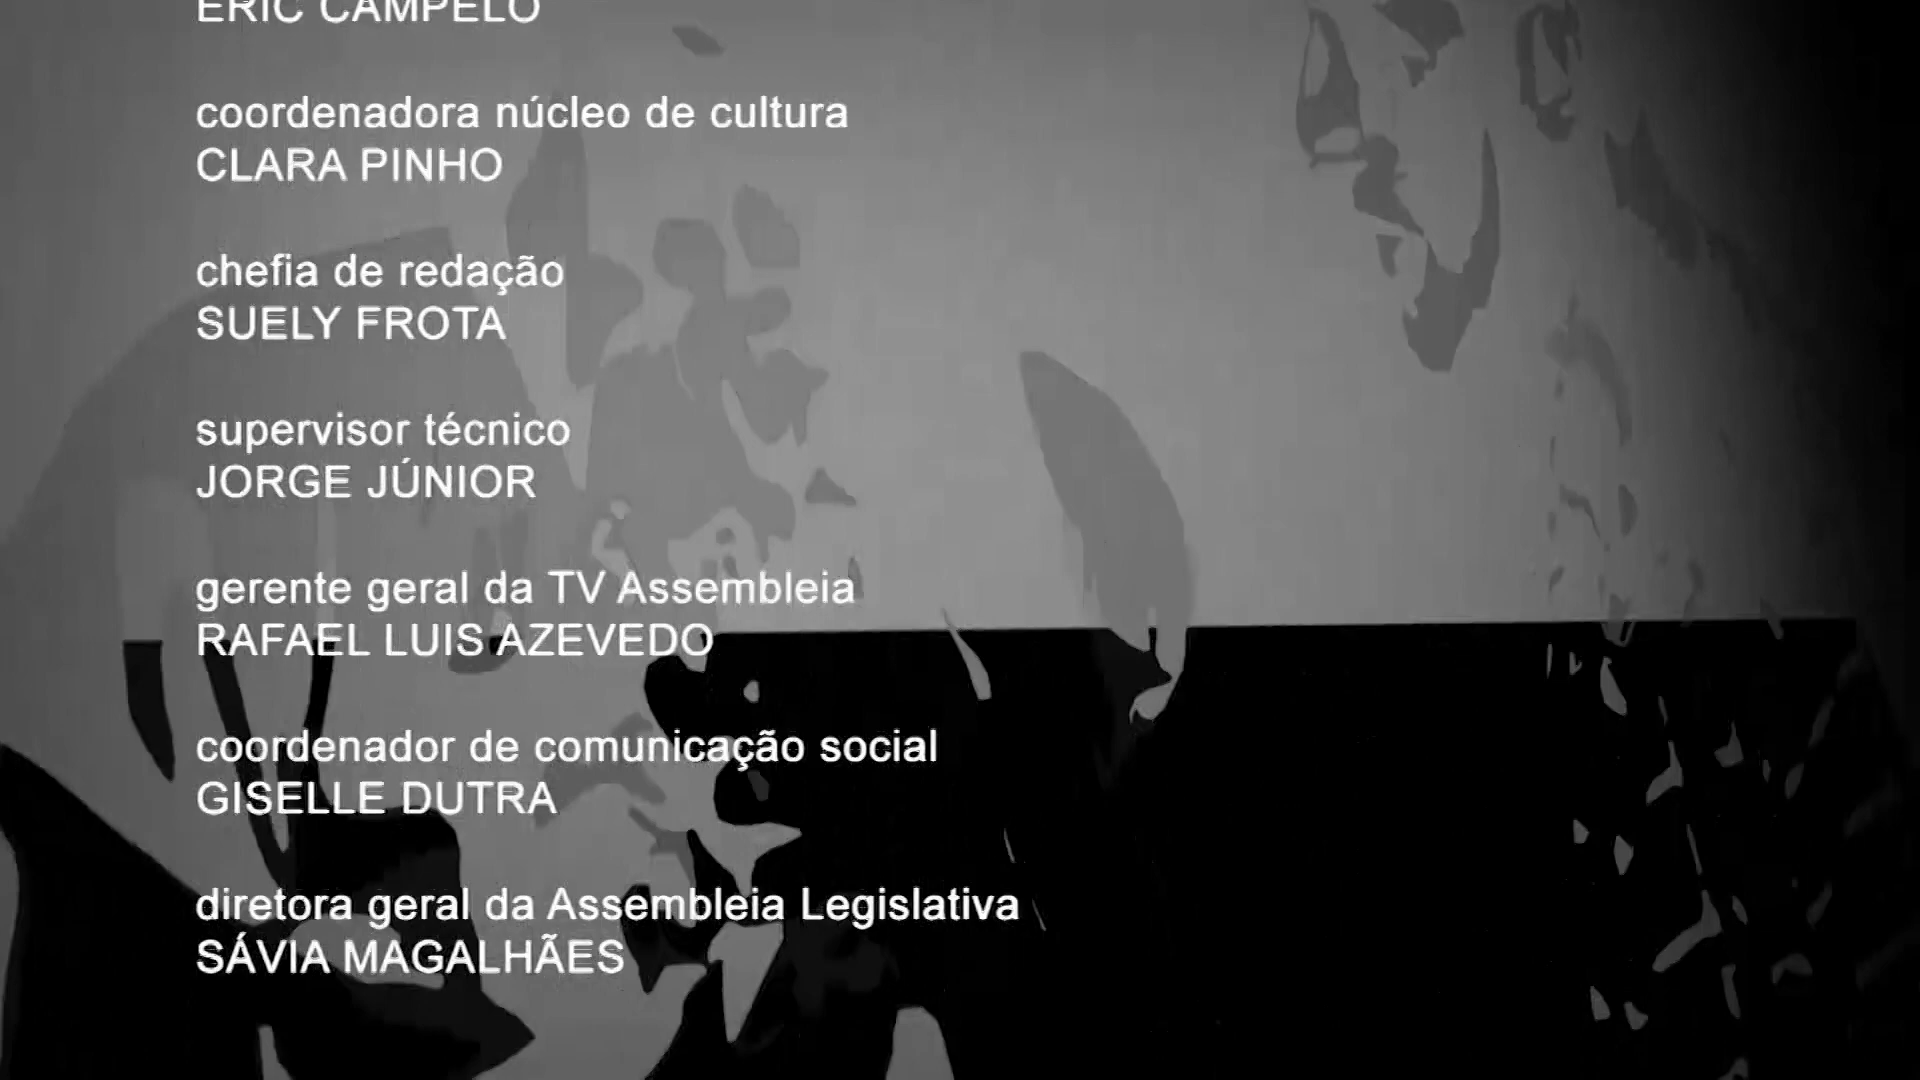 ERIC CAMPELO
coordenadora núcleo de cultura
CLARA PINHO
chefia de redação
SUELY FROTA
supervisor técnico
JORGE JÚNIOR
gerente geral da TV Assembleia
RAFAEL LUIS AZEVEDO
coordenador de comunicação social
GISELLE DUTRA
diretora geral da Assembleia Legislativa
SÁVIA MAGALHÃES